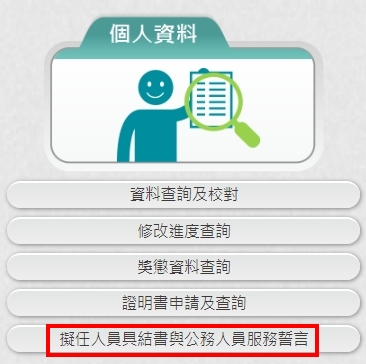 個人資料
資料查詢及校對
修改進度查詢
獎懲資料查詢
證明書申請及查詢
擬任人員具結書與公務人員服務誓言